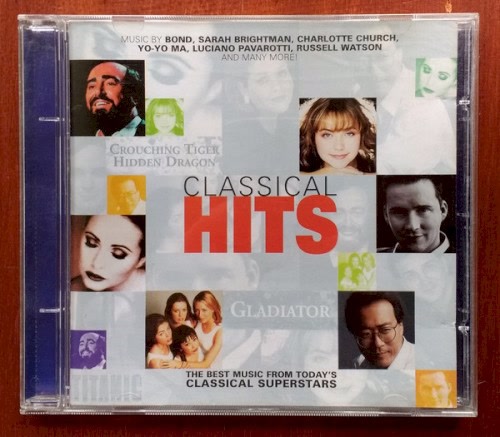 MUSIC BY BOND, SARAH BRIGHTMAN, CHARLOTTE CHURCH,
YO-YO MA, LUCIANO PAVAROTTI, RUSSELL WATSON
AND MANY MORE!
CROUCHING TIGER
HIDDEN DRAGON
CLASSICAL
HITS
GLADIATOR
THE BEST MUSIC FROM TODAY'S
CLASSICAL SUPERSTARS
TITANIC